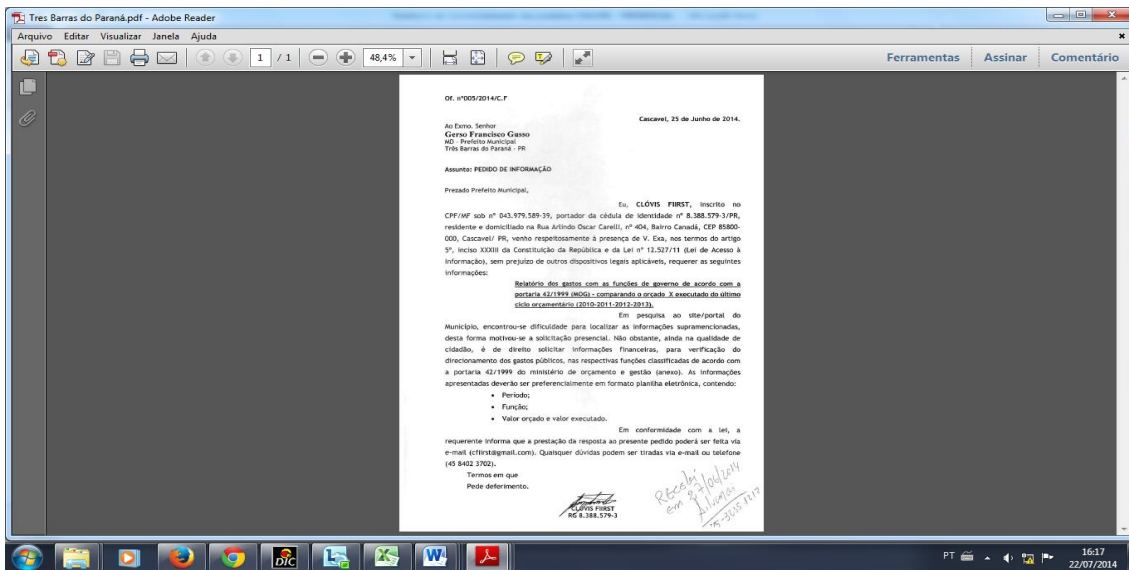 Tres Barras do Paraná.pdf - Adobe Reader
Arquivo Editar Visualizar Janela Ajuda
1 / 1 48,4% Ferramentas Assinar Comentário
Of. nº005/2014/C.F
Cascavel, 25 de Junho de 2014.
Ao Exmo. Senhor
Gerso Francisco Gusso
MD - Prefeito Municipal
Três Barras do Paraná - PR
Assunto: PEDIDO DE INFORMAÇÃO
Prezado Prefeito Municipal,
Eu, CLÓVIS FIIRST, inscrito no
CPF/MF sob nº 043.979.589-39, portador da cédula de identidade nº 8.388.579-3/PR,
residente e domiciliado na Rua Arlindo Oscar Carelli, nº 404, Bairro Canadá, CEP 85800-
000, Cascavel/ PR, venho respeitosamente à presença de V. Exa, nos termos do artigo
5º, inciso XXXIII da Constituição da República e da Lei nº 12.527/11 (Lei de Acesso à
Informação), sem prejuízo de outros dispositivos legais aplicáveis, requerer as seguintes
informações:
Relatório dos gastos com as funções de governo de acordo com a
portaria 42/1999 (MOG) - comparando o orçado X executado do último
ciclo orçamentário (2010-2011-2012-2013).
Em pesquisa ao site/portal do
Município, encontrou-se dificuldade para localizar as informações supramencionadas,
desta forma motivou-se a solicitação presencial. Não obstante, ainda na qualidade de
cidadão, é de direito solicitar informações financeiras, para verificação do
direcionamento dos gastos públicos, nas respectivas funções classificadas de acordo com
a portaria 42/1999 do ministério de orçamento e gestão (anexo). As informações
apresentadas deverão ser preferencialmente em formato planilha eletrônica, contendo:
• Período;
• Função;
• Valor orçado e valor executado.
Em conformidade com a lei, a
requerente informa que a prestação da resposta ao presente pedido poderá ser feita via
e-mail (cfiirst@gmail.com). Quaisquer dúvidas podem ser tiradas via e-mail ou telefone
(45 8402 3702).
Termos em que
Pede deferimento.
CLÓVIS FIIRST
RG 8.388.579-3
Recebi
em 27/06/2014
PT 16:17
22/07/2014